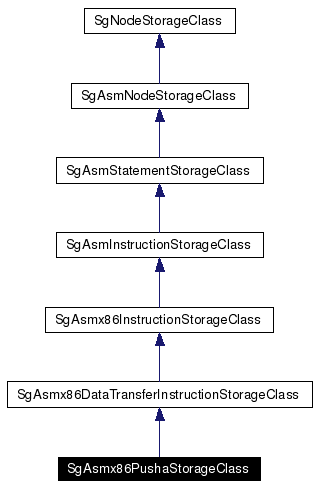 SgNodeStorageClass
SgAsmNodeStorageClass
SgAsmStatementStorageClass
SgAsmInstructionStorageClass
SgAsmx86InstructionStorageClass
SgAsmx86DataTransferInstructionStorageClass
SgAsmx86PushaStorageClass